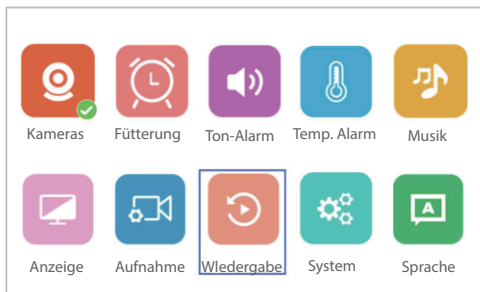 Kameras Fütterung Ton-Alarm Temp. Alarm Musik
A
Anzeige Aufnahme Wledergabe System Sprache